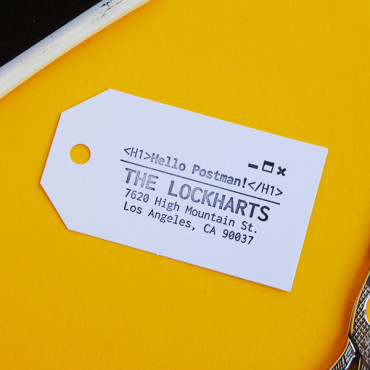 <H1>Hello Postman!</H1>
THE LOCKHARTS
7620 High Mountain St.
Los Angeles, CA 90037